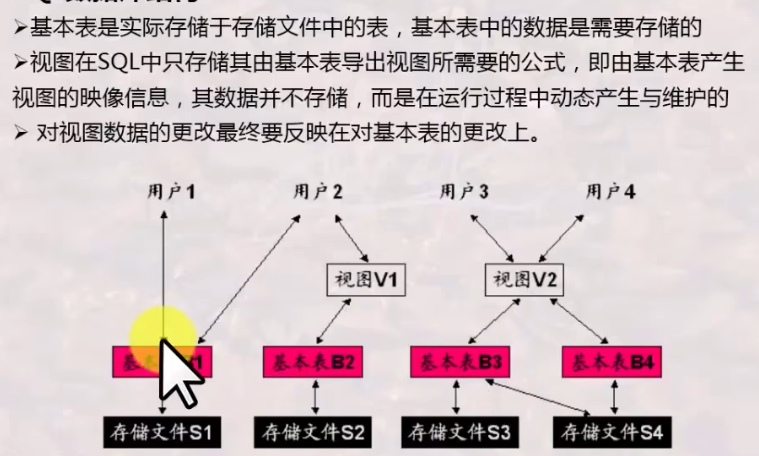 ➢基本表是实际存储于存储文件中的表，基本表中的数据是需要存储的
➢视图在SQL中只存储其由基本表导出视图所需要的公式，即由基本表产生
视图的映像信息，其数据并不存储，而是在运行过程中动态产生与维护的
➢ 对视图数据的更改最终要反映在对基本表的更改上。
用户1 用户2 用户3 用户4
视图V1 视图V2
基 1 基本表B2 基本表B3 基本表B4
存储文件S1 存储文件S2 存储文件S3 存储文件S4